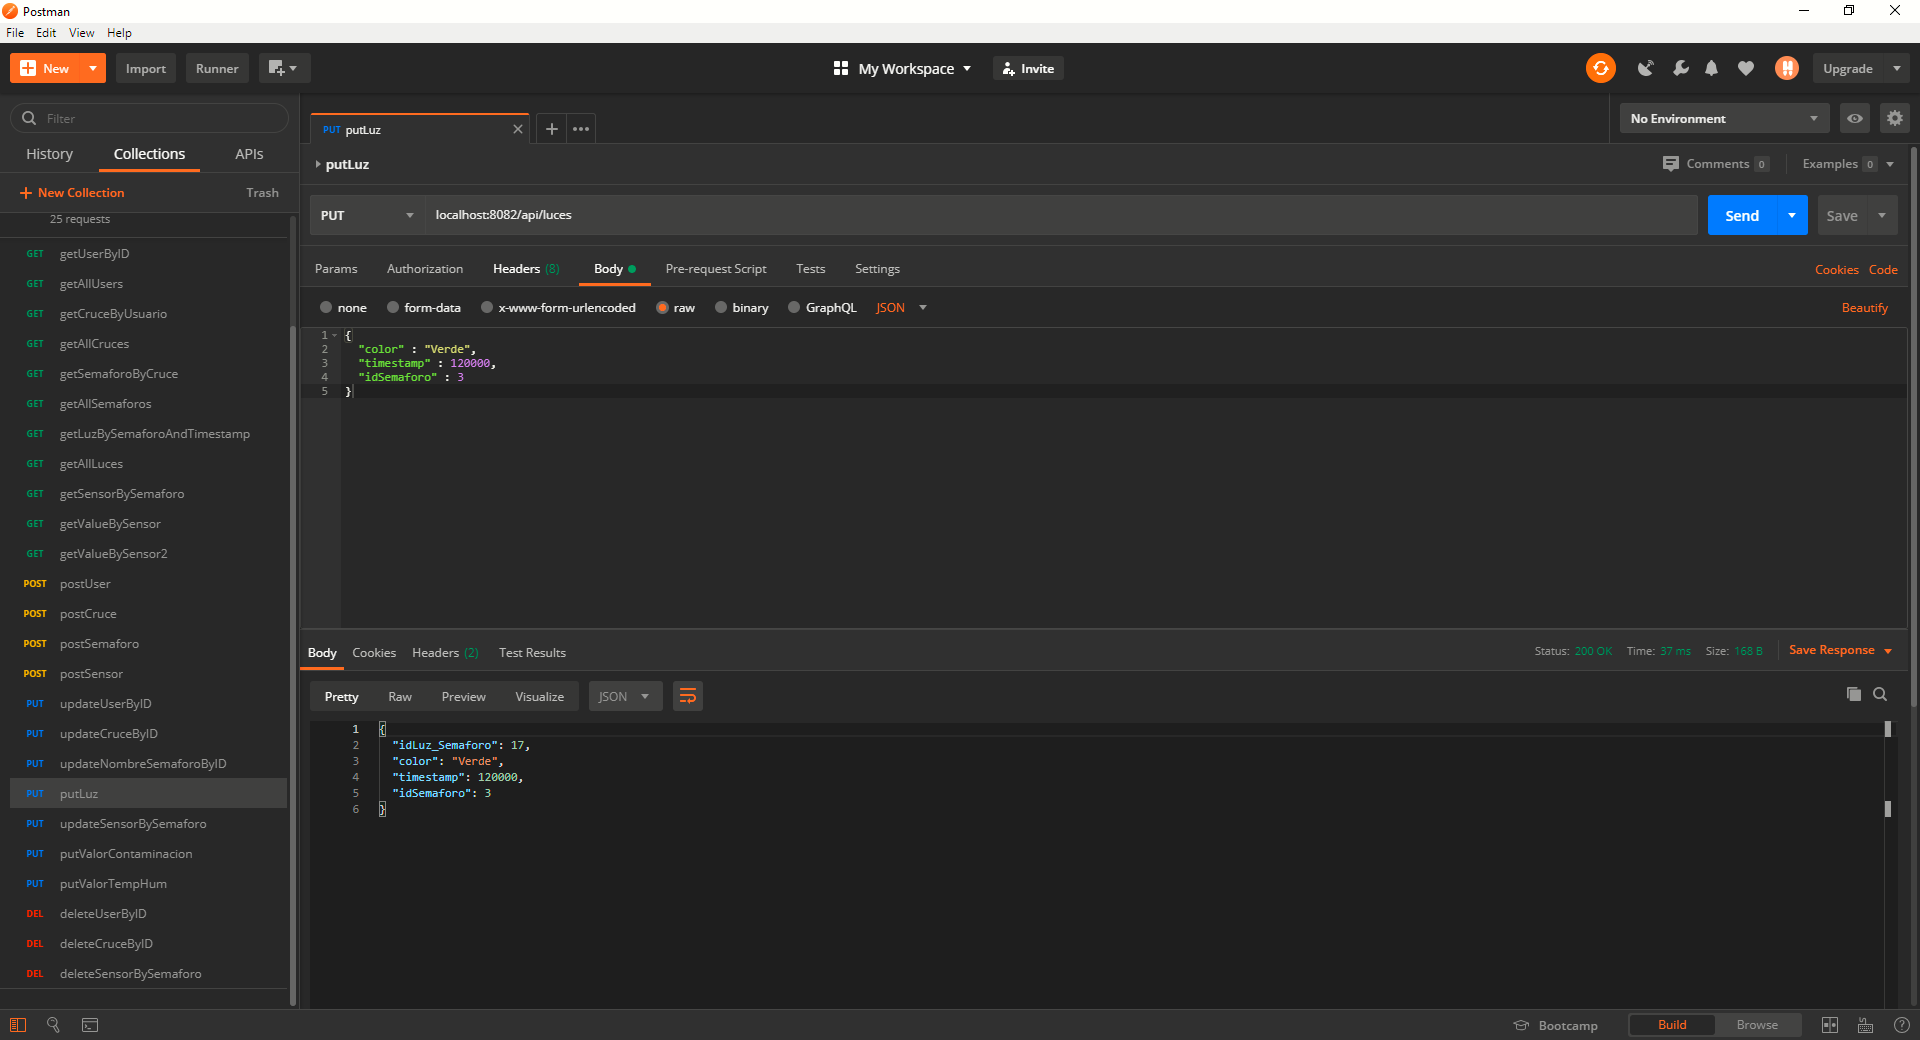 Postman
File Edit View Help
New Import Runner My Workspace Invite Upgrade
Filter
History Collections APIs
New Collection Trash
25 requests
GET getUserByID
GET getAllUsers
GET getCruceByUsuario
GET getAllCruces
GET getSemaforoByCruce
GET getAllSemaforos
GET getLuzBySemaforoAndTimestamp
GET getAllLuces
GET getSensorBySemaforo
GET getValueBySensor
GET getValueBySensor2
POST postUser
POST postCruce
POST postSemaforo
POST postSensor
PUT updateUserByID
PUT updateCruceByID
PUT updateNombreSemaforoByID
PUT putLuz
PUT updateSensorBySemaforo
PUT putValorContaminacion
PUT putValorTempHum
DEL deleteUserByID
DEL deleteCruceByID
DEL deleteSensorBySemaforo
PUT putLuz
No Environment
putLuz
Comments 0 Examples 0
PUT localhost:8082/api/luces Send Save
Params Authorization Headers (8) Body Pre-request Script Tests Settings Cookies Code
none form-data x-www-form-urlencoded raw binary GraphQL JSON Beautify
1 {
2 "color" : "Verde",
3 "timestamp" : 120000,
4 "idSemaforo" : 3
5 }
Body Cookies Headers (2) Test Results Status: 200 OK Time: 37 ms Size: 168 B Save Response
Pretty Raw Preview Visualize JSON
1 {
2 "idLuz_Semaforo": 17,
3 "color": "Verde",
4 "timestamp": 120000,
5 "idSemaforo": 3
6 }
Bootcamp Build Browse